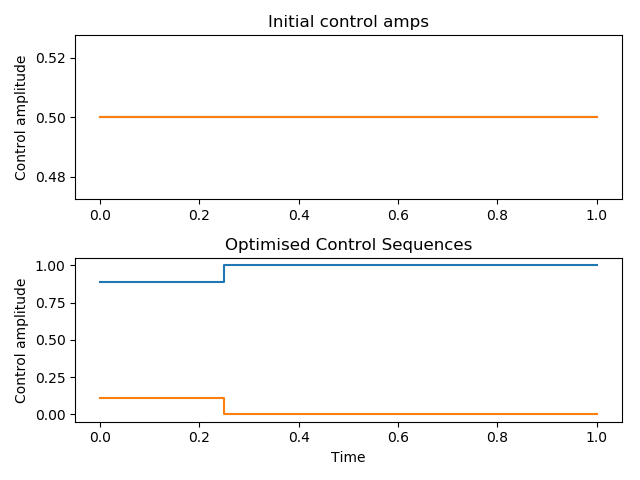 Initial control amps
Control amplitude
0.52
0.50
0.48
0.0 0.2 0.4 0.6 0.8 1.0
Optimised Control Sequences
Control amplitude
1.00
0.75
0.50
0.25
0.00
0.0 0.2 0.4 0.6 0.8 1.0
Time